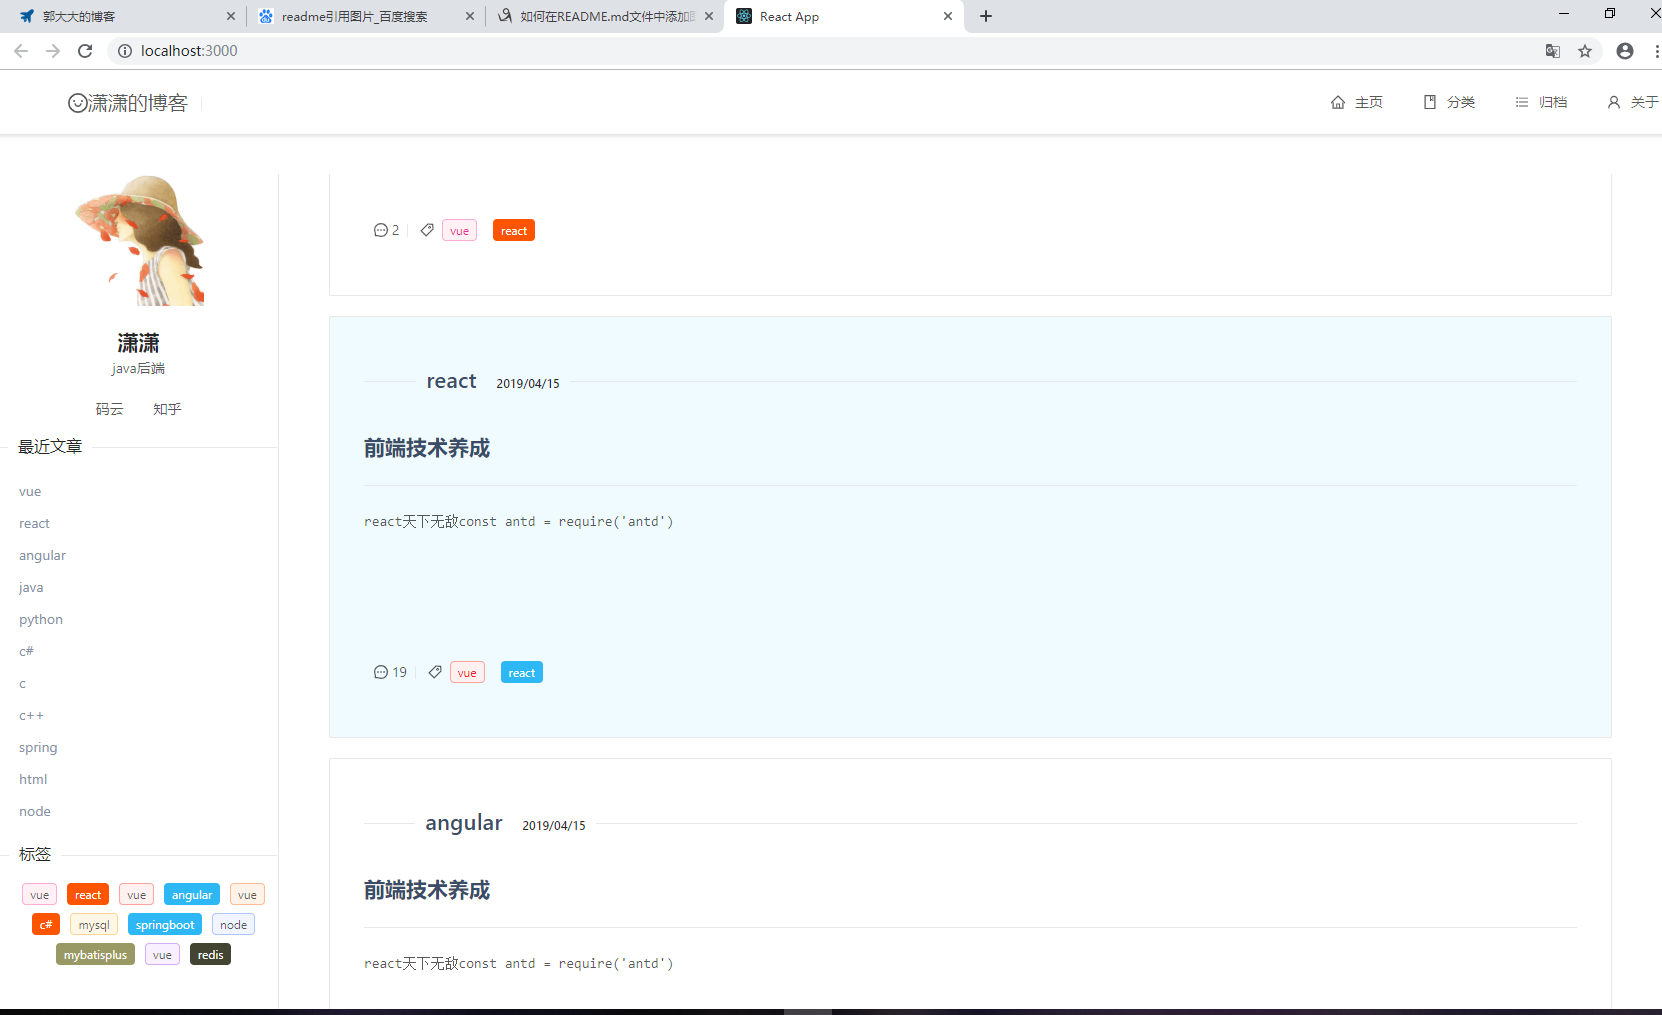 郭大大的博客
readme引用图片_百度搜索
如何在README.md文件中添加
React App
localhost:3000
潇潇的博客
主页 分类 归档 关于
潇潇
java后端
码云 知乎
最近文章
vue
react
angular
java
python
c#
c
c++
spring
html
node
标签
vue react vue angular vue
c# mysql springboot node
mybatisplus vue redis
2 vue react
react 2019/04/15
前端技术养成
react天下无敌const antd = require('antd')
19 vue react
angular 2019/04/15
前端技术养成
react天下无敌const antd = require('antd')